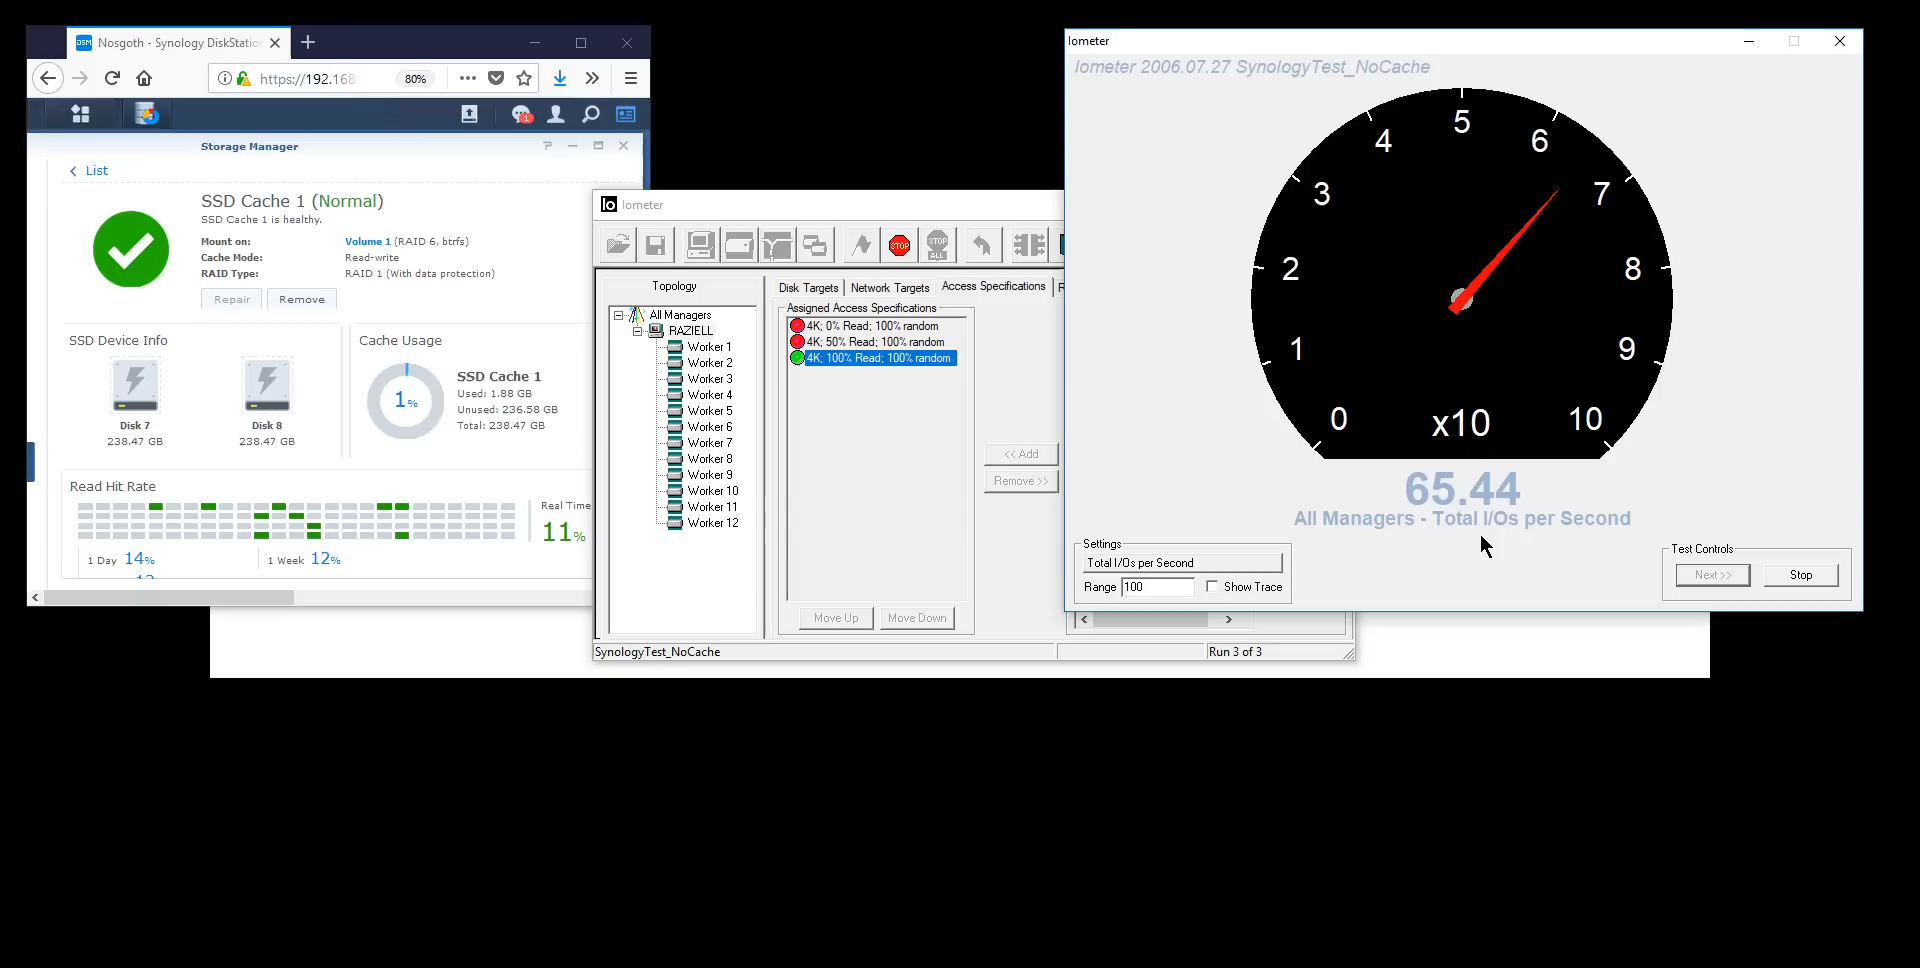 Nosgoth - Synology DiskStatio
https://192.168
80%
1
Storage Manager
List
SSD Cache 1 (Normal)
SSD Cache 1 is healthy.
Mount on: Volume 1 (RAID 6, btrfs)
Cache Mode: Read-write
RAID Type: RAID 1 (With data protection)
Repair Remove
SSD Device Info
Disk 7
238.47 GB
Disk 8
238.47 GB
Cache Usage
1%
SSD Cache 1
Used: 1.88 GB
Unused: 236.58 GB
Total: 238.47 GB
Read Hit Rate
Real Time
11%
1 Day 14%
1 Week 12%
Io Iometer
STOP
STOP ALL
Topology
All Managers
RAZIELL
Worker 1
Worker 2
Worker 3
Worker 4
Worker 5
Worker 6
Worker 7
Worker 8
Worker 9
Worker 10
Worker 11
Worker 12
Disk Targets Network Targets Access Specifications R
Assigned Access Specifications
4K; 0% Read; 100% random
4K; 50% Read; 100% random
4K; 100% Read; 100% random
<< Add
Remove >>
Move Up Move Down
SynologyTest_NoCache
Run 3 of 3
Iometer
Iometer 2006.07.27 SynologyTest_NoCache
0
1
2
3
4
5
6
7
8
9
10
x10
65.44
All Managers - Total I/Os per Second
Settings
Total I/Os per Second
Range 100 Show Trace
Test Controls
Next >> Stop